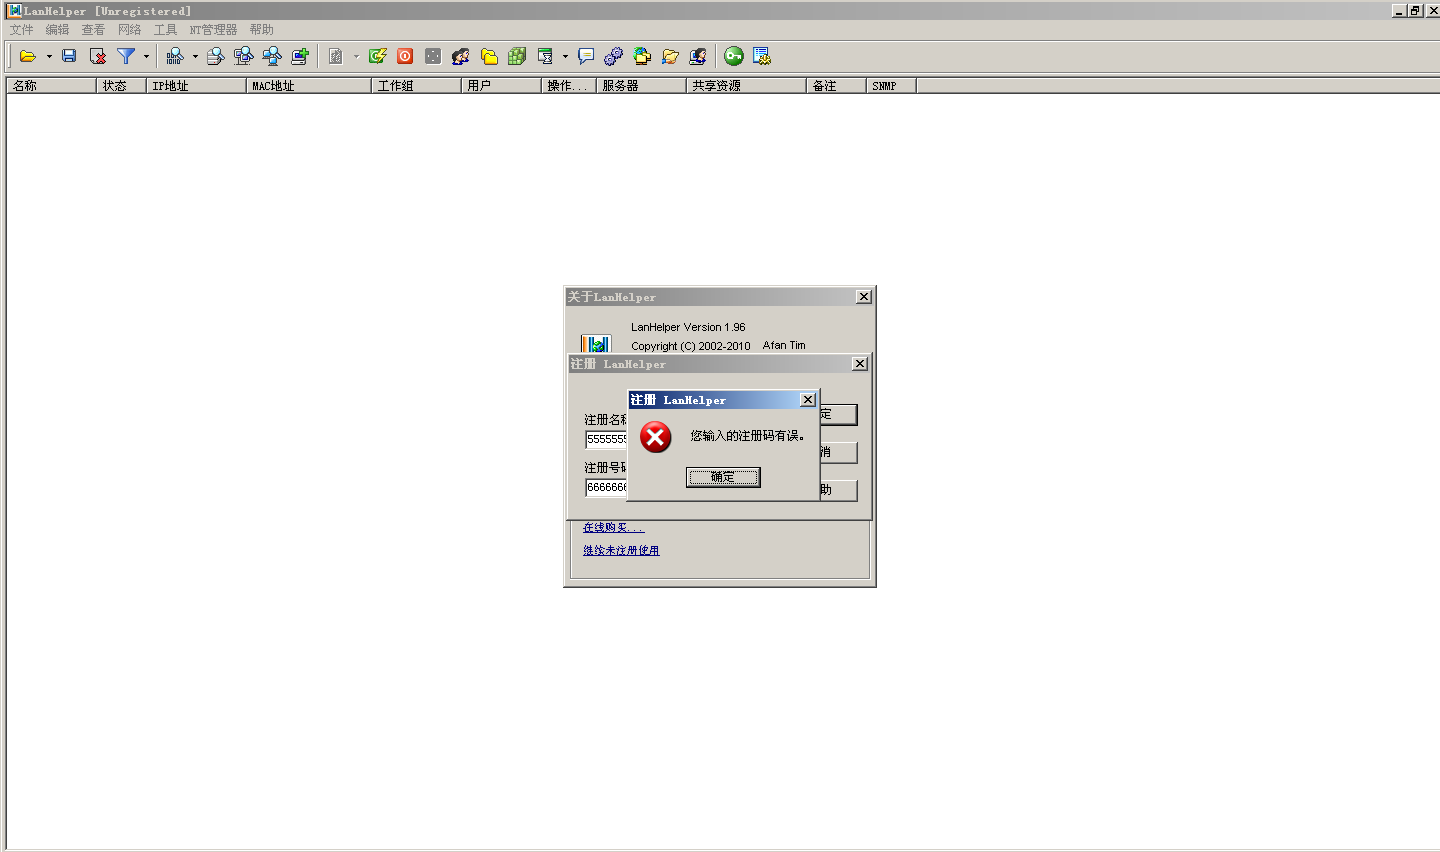 LanHelper [Unregistered]
文件 编辑 查看 网络 工具 NT管理器 帮助
名称 状态 IP地址 MAC地址 工作组 用户 操作... 服务器 共享资源 备注 SNMP
关于LanHelper
LanHelper Version 1.96
Copyright (C) 2002-2010 Afan Tim
注册 LanHelper
注册 LanHelper
定
注册名称
5555555
您输入的注册码有误。
消
注册号码
6666666
确定
助
在线购买...
继续未注册使用